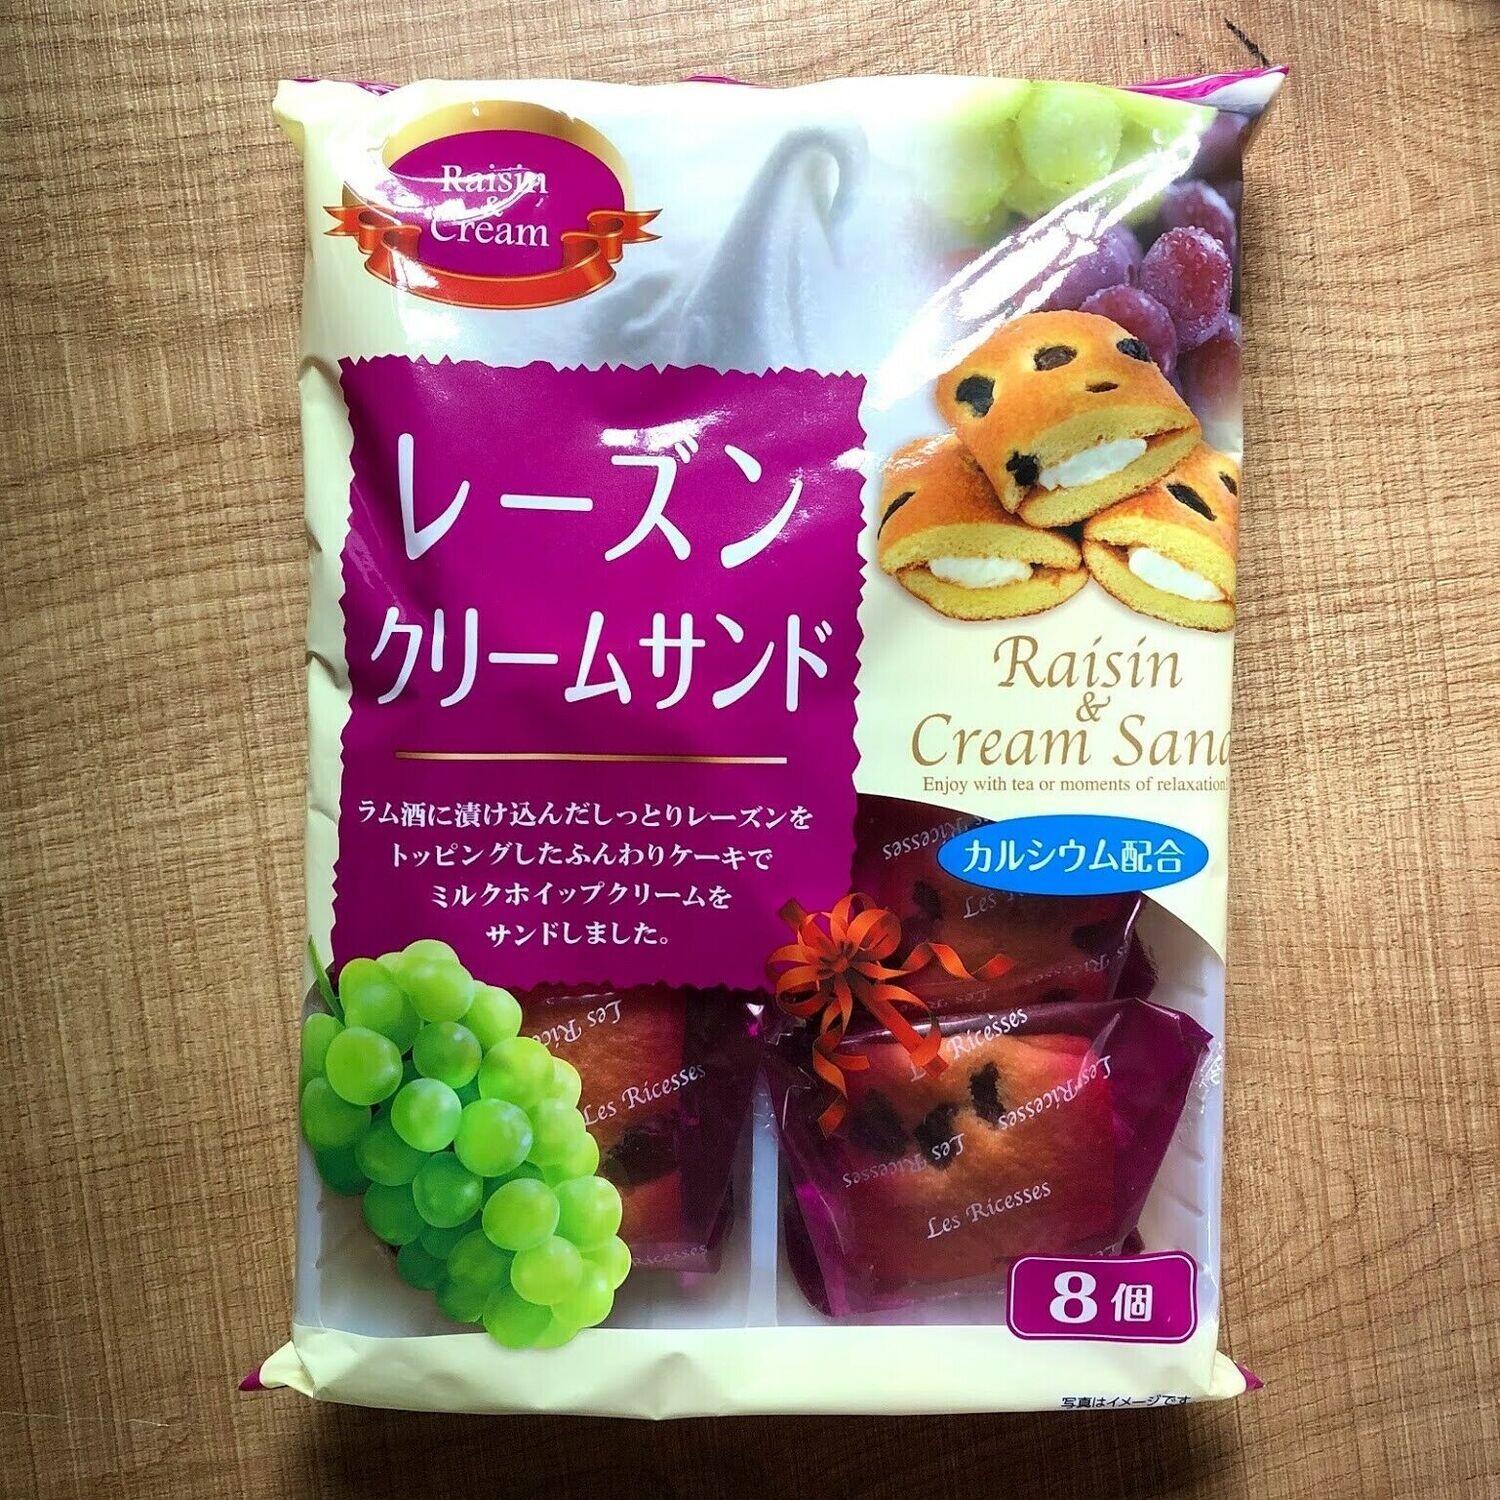 Raisin
&
Cream
レーズン
クリームサンド
ラム酒に漬け込んだしっとりレーズンを
トッピングしたふんわりケーキで
ミルクホイップクリームを
サンドしました。
Raisin
&
Cream Sand
Enjoy with tea or moments of relaxation!
カルシウム配合
Les Ricesses
Les Ricesses
Les Ricesses
Les Ricesses
Les Ricesses
Les Ricesses
8個
写真はイメージです